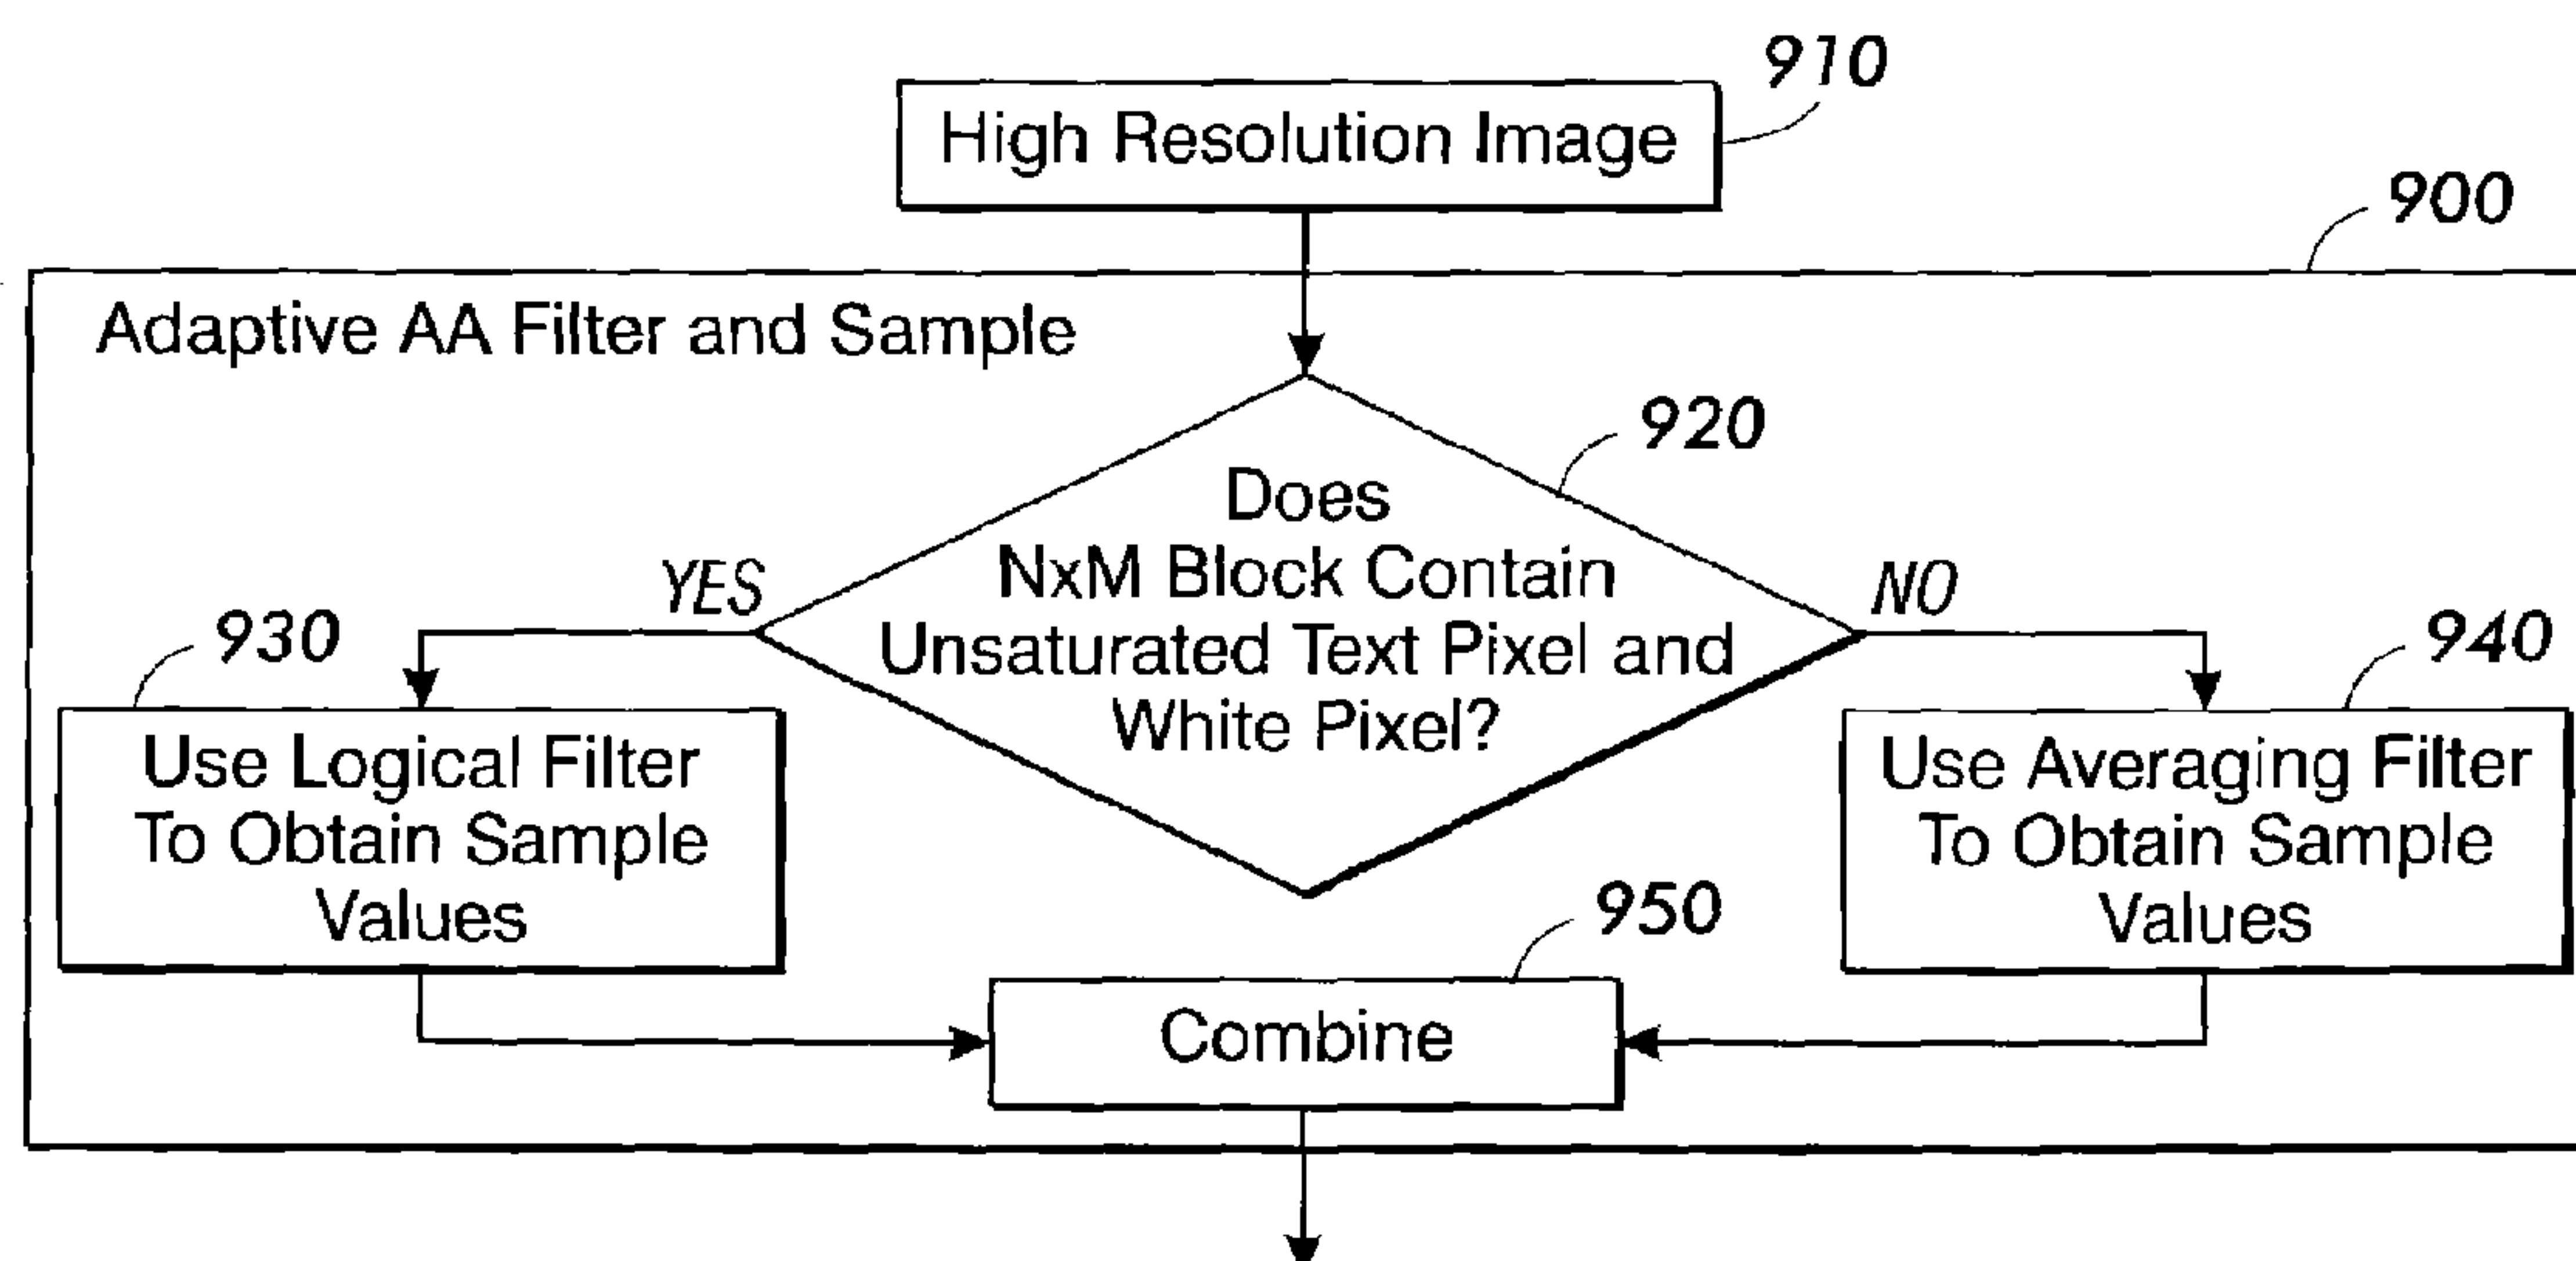 910
High Resolution Image
900
Adaptive AA Filter and Sample
920
Does
NxM Block Contain
Unsaturated Text Pixel and
White Pixel?
YES
NO
930
Use Logical Filter
To Obtain Sample
Values
940
Use Averaging Filter
To Obtain Sample
Values
950
Combine